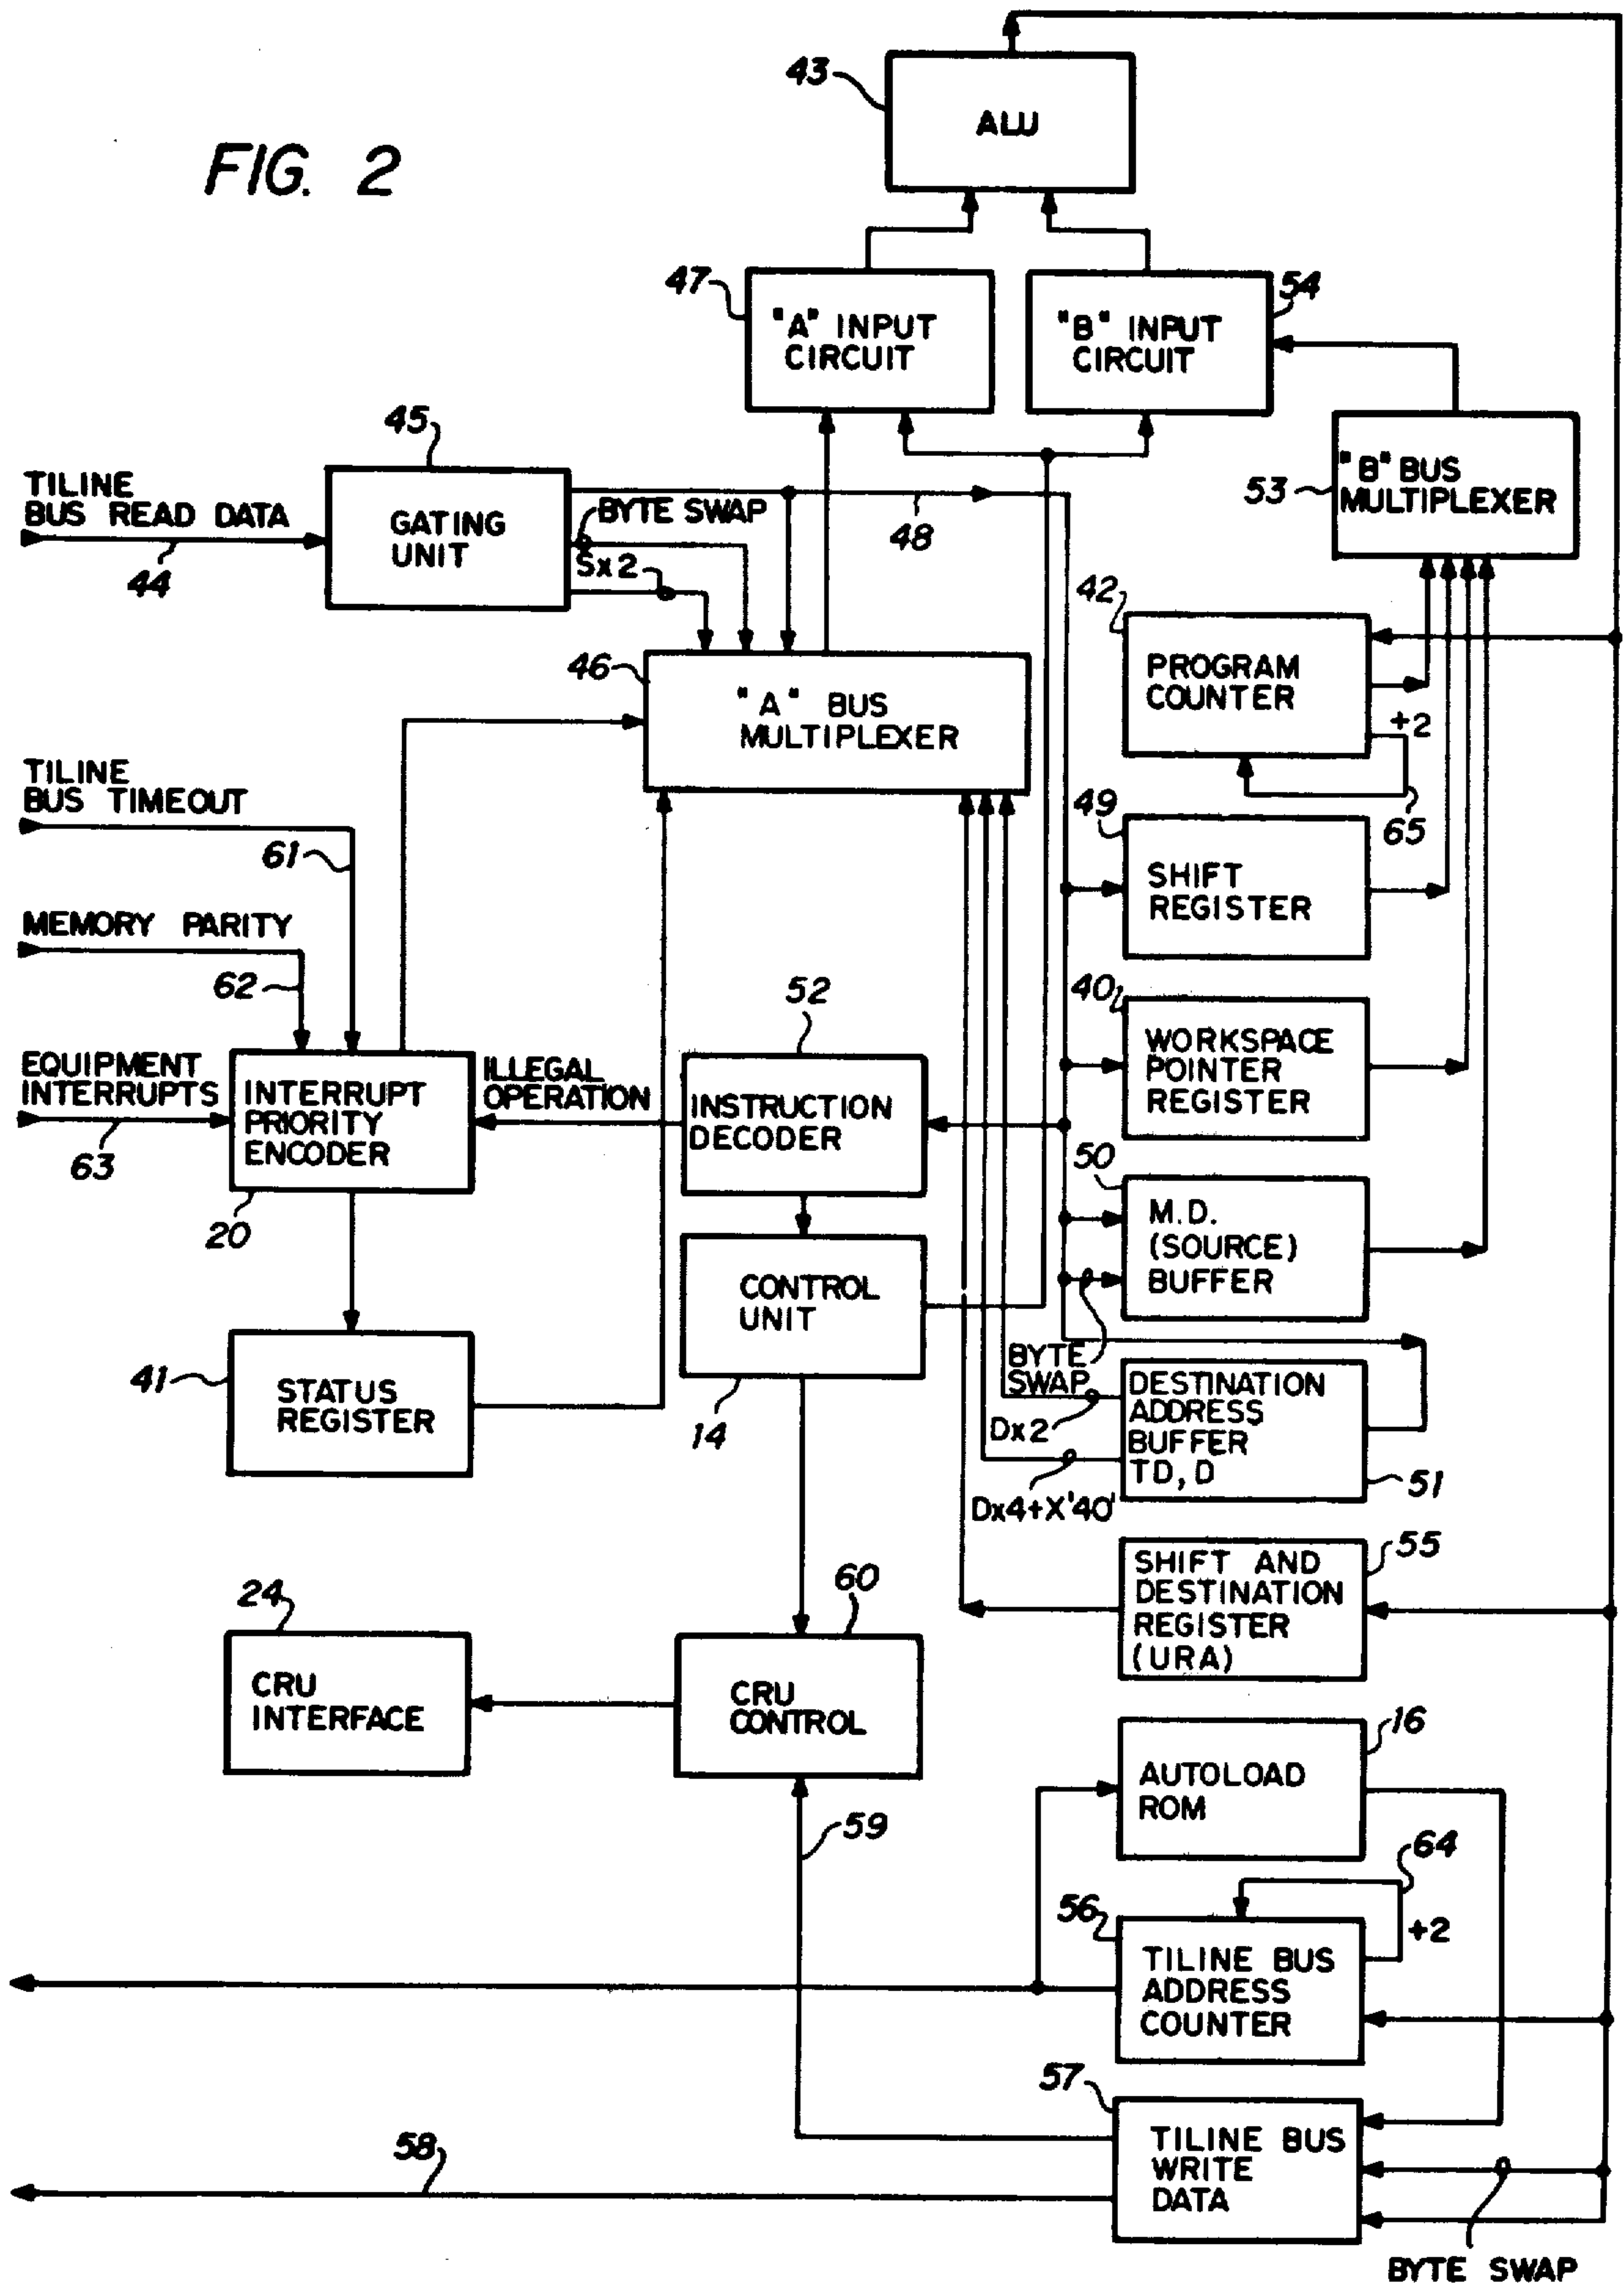 FIG. 2
43
ALU
47
"A" INPUT
CIRCUIT
54
"B" INPUT
CIRCUIT
45
TILINE
BUS READ DATA
44
GATING
UNIT
BYTE SWAP
Sx2
48
53
"B" BUS
MULTIPLEXER
46
"A" BUS
MULTIPLEXER
42
PROGRAM
COUNTER
+2
65
TILINE
BUS TIMEOUT
61
49
SHIFT
REGISTER
MEMORY PARITY
62
52
40
WORKSPACE
POINTER
REGISTER
EQUIPMENT
INTERRUPTS
63
INTERRUPT
PRIORITY
ENCODER
20
ILLEGAL
OPERATION
INSTRUCTION
DECODER
50
M.D.
(SOURCE)
BUFFER
CONTROL
UNIT
14
41
STATUS
REGISTER
BYTE
SWAP
Dx2
Dx4+X'40'
DESTINATION
ADDRESS
BUFFER
TD, D
51
55
SHIFT AND
DESTINATION
REGISTER
(URA)
24
CRU
INTERFACE
60
CRU
CONTROL
59
16
AUTOLOAD
ROM
64
+2
56
TILINE BUS
ADDRESS
COUNTER
57
TILINE BUS
WRITE
DATA
58
BYTE SWAP